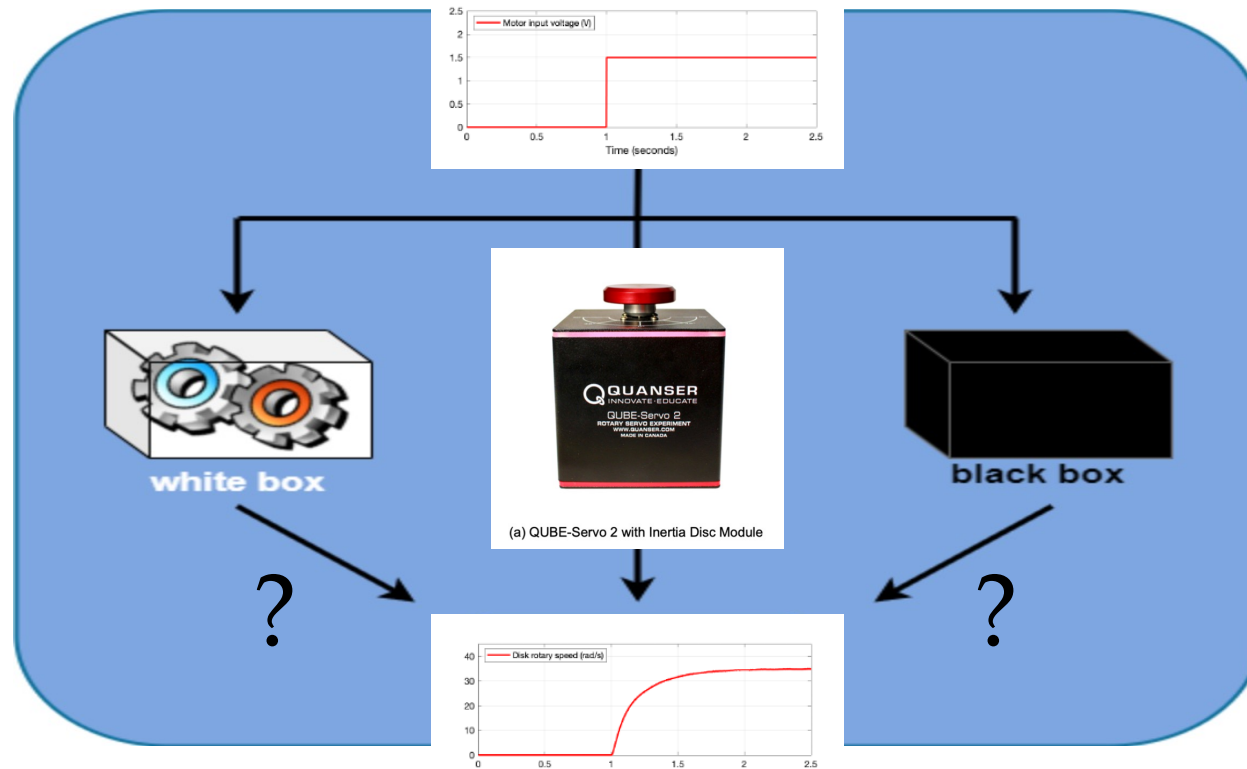 2.5
Motor input voltage (V)
2
1.5
1
0.5
0
0 0.5 1 1.5 2 2.5
Time (seconds)
QUANSER
INNOVATE·EDUCATE
QUBE-Servo 2
ROTARY SERVO EXPERIMENT
WWW.QUANSER.COM
MADE IN CANADA
white box
black box
(a) QUBE-Servo 2 with Inertia Disc Module
? ?
Disk rotary speed (rad/s)
40
30
20
10
0
0 0.5 1 1.5 2 2.5